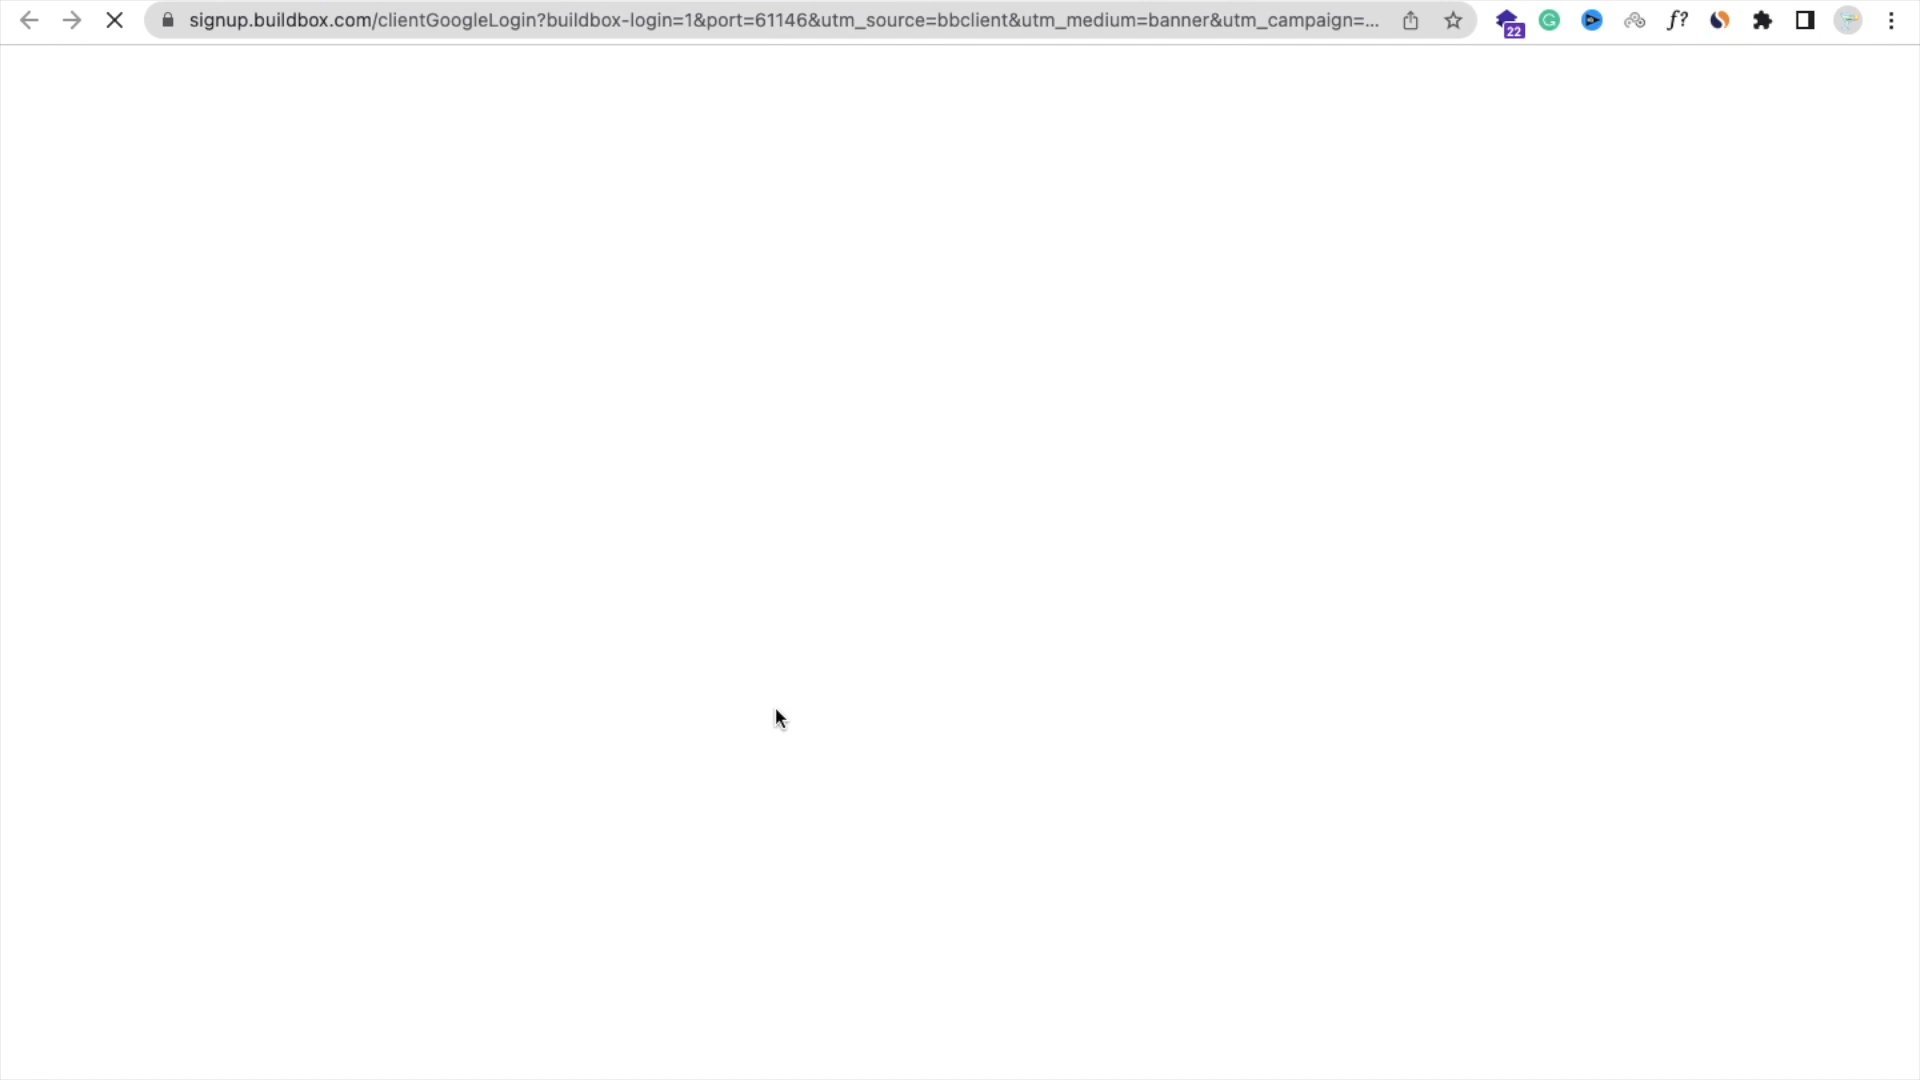 signup.buildbox.com/clientGoogleLogin?buildbox-login=1&port=61146&utm_source=bbclient&utm_medium=banner&utm_campaign=...
22
f?